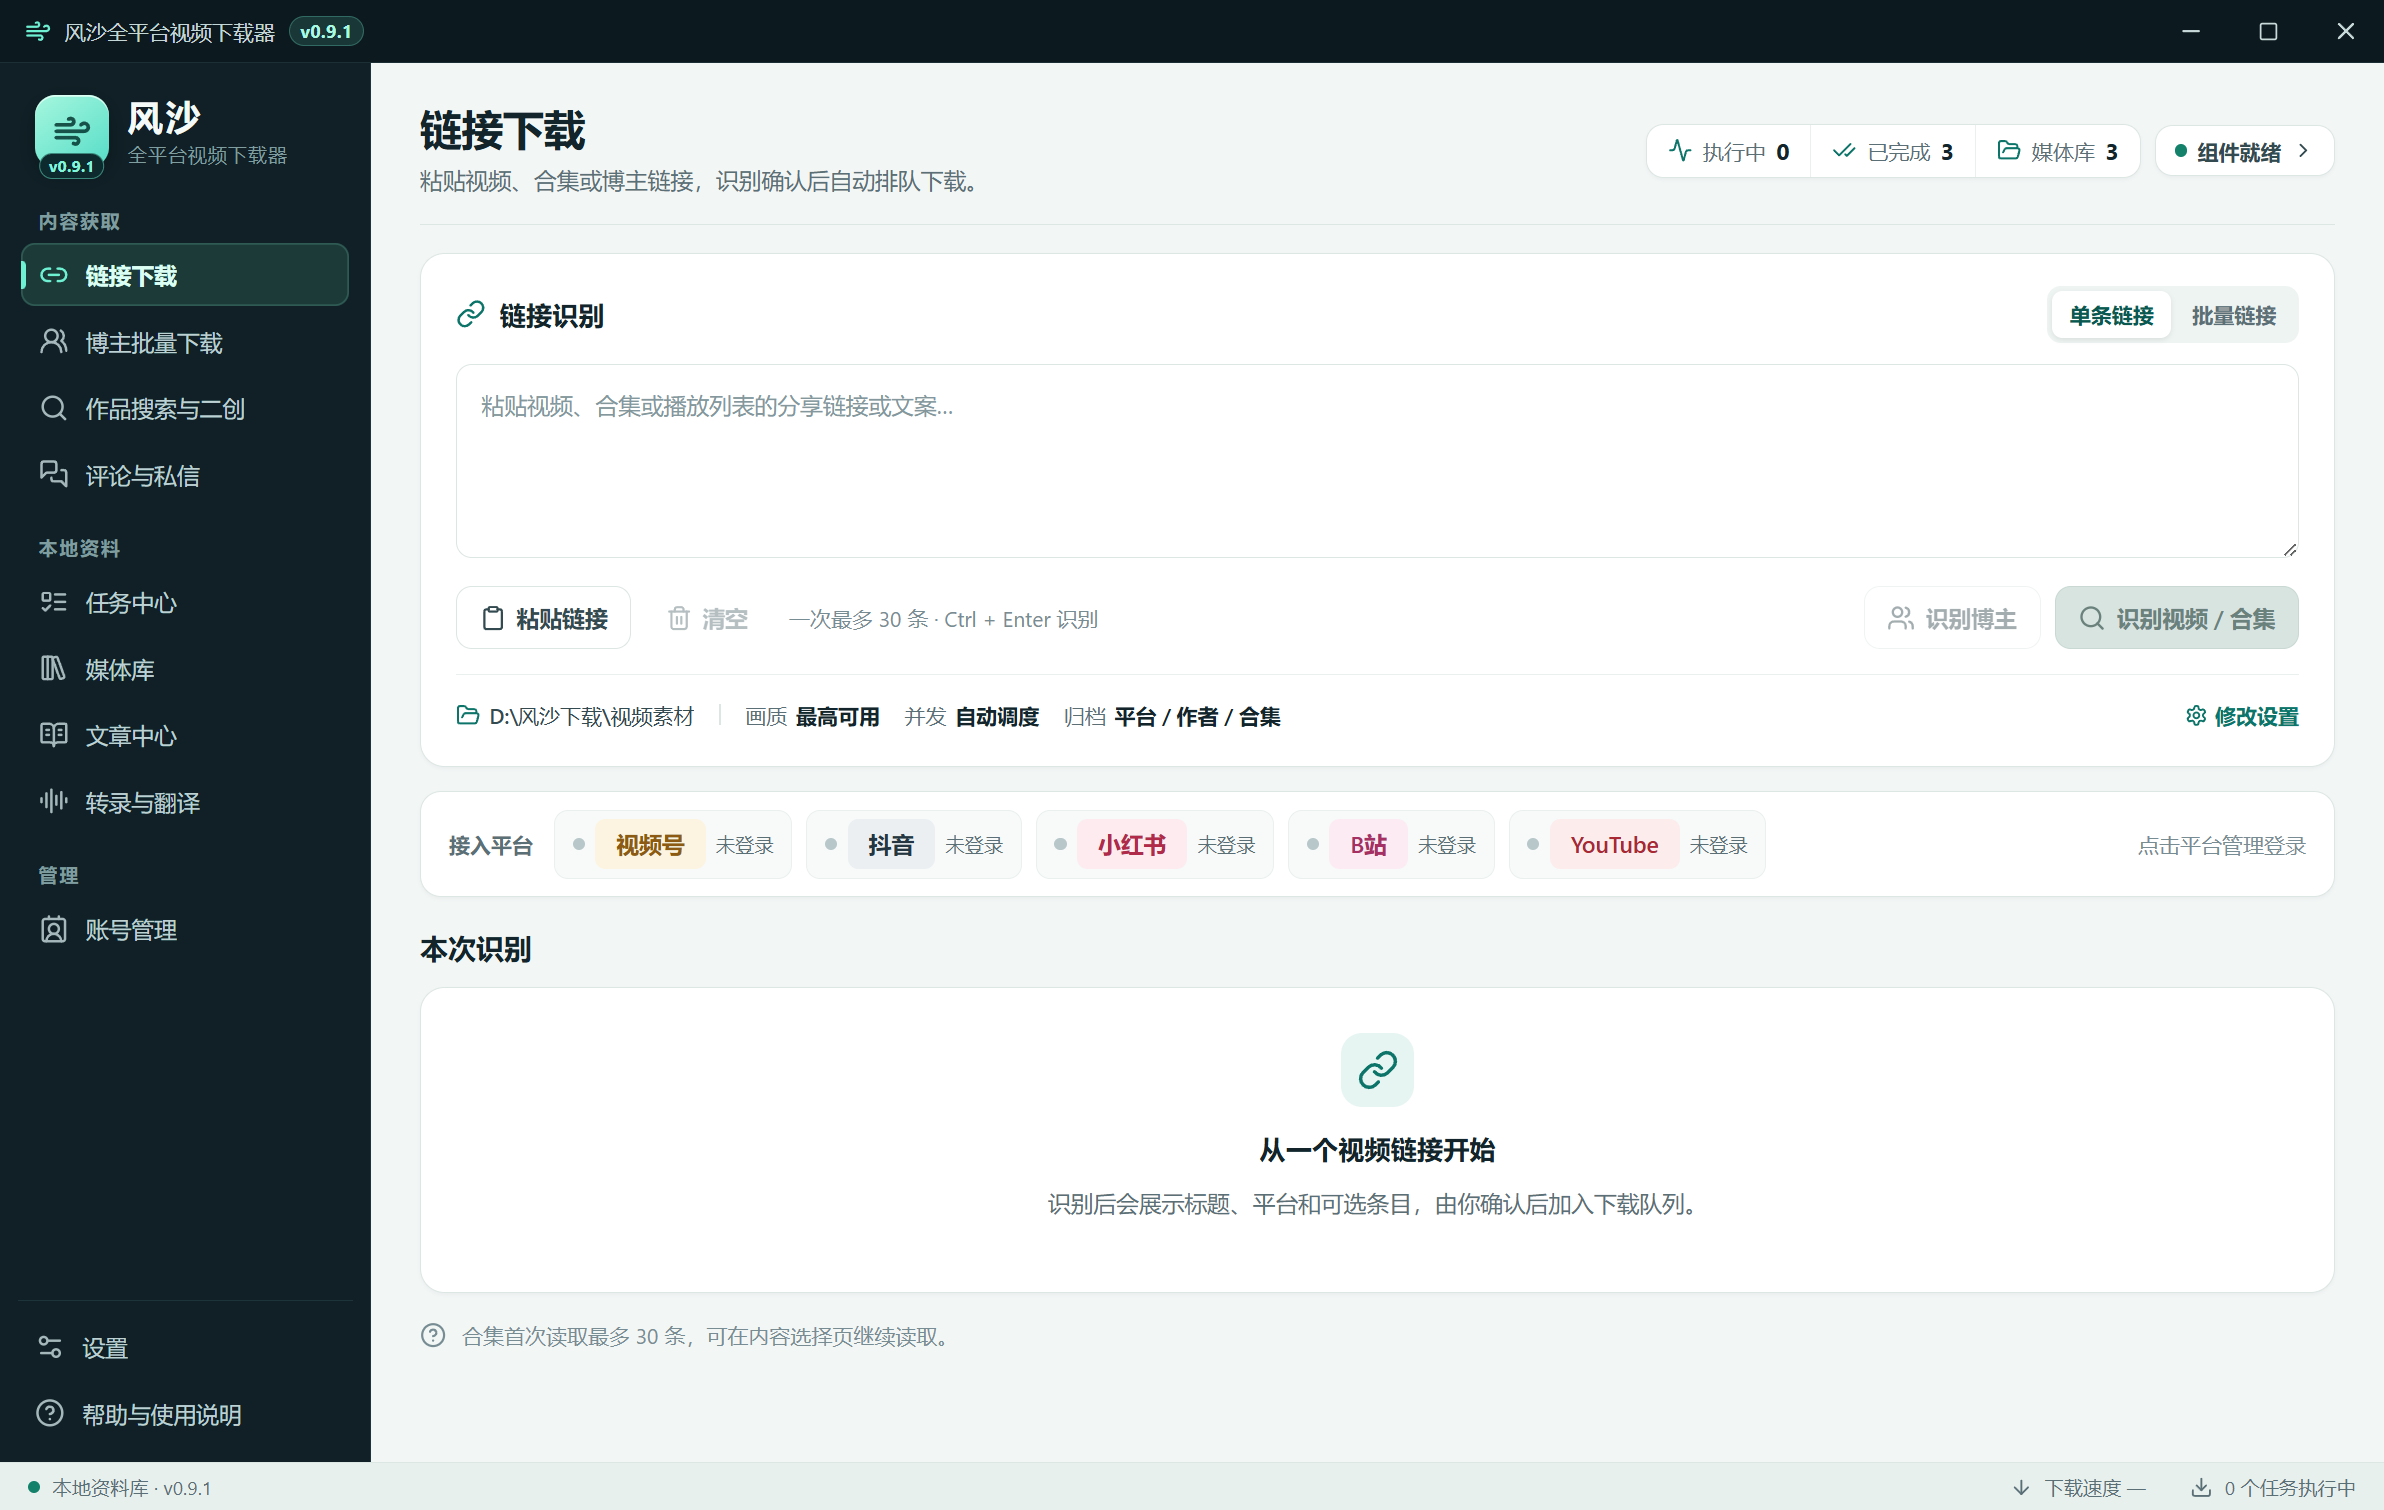 风沙全平台视频下载器 v0.9.1
风沙
全平台视频下载器
v0.9.1
内容获取
链接下载
博主批量下载
作品搜索与二创
评论与私信
本地资料
任务中心
媒体库
文章中心
转录与翻译
管理
账号管理
设置
帮助与使用说明
链接下载
粘贴视频、合集或博主链接，识别确认后自动排队下载。
执行中 0 已完成 3 媒体库 3 组件就绪
链接识别
单条链接 批量链接
粘贴视频、合集或播放列表的分享链接或文案...
粘贴链接 清空 一次最多 30 条 · Ctrl + Enter 识别 识别博主 识别视频 / 合集
D:\风沙下载\视频素材 画质 最高可用 并发 自动调度 归档 平台 / 作者 / 合集 修改设置
接入平台 视频号 未登录 抖音 未登录 小红书 未登录 B站 未登录 YouTube 未登录 点击平台管理登录
本次识别
从一个视频链接开始
识别后会展示标题、平台和可选条目，由你确认后加入下载队列。
合集首次读取最多 30 条，可在内容选择页继续读取。
本地资料库 · v0.9.1 下载速度 — 0 个任务执行中